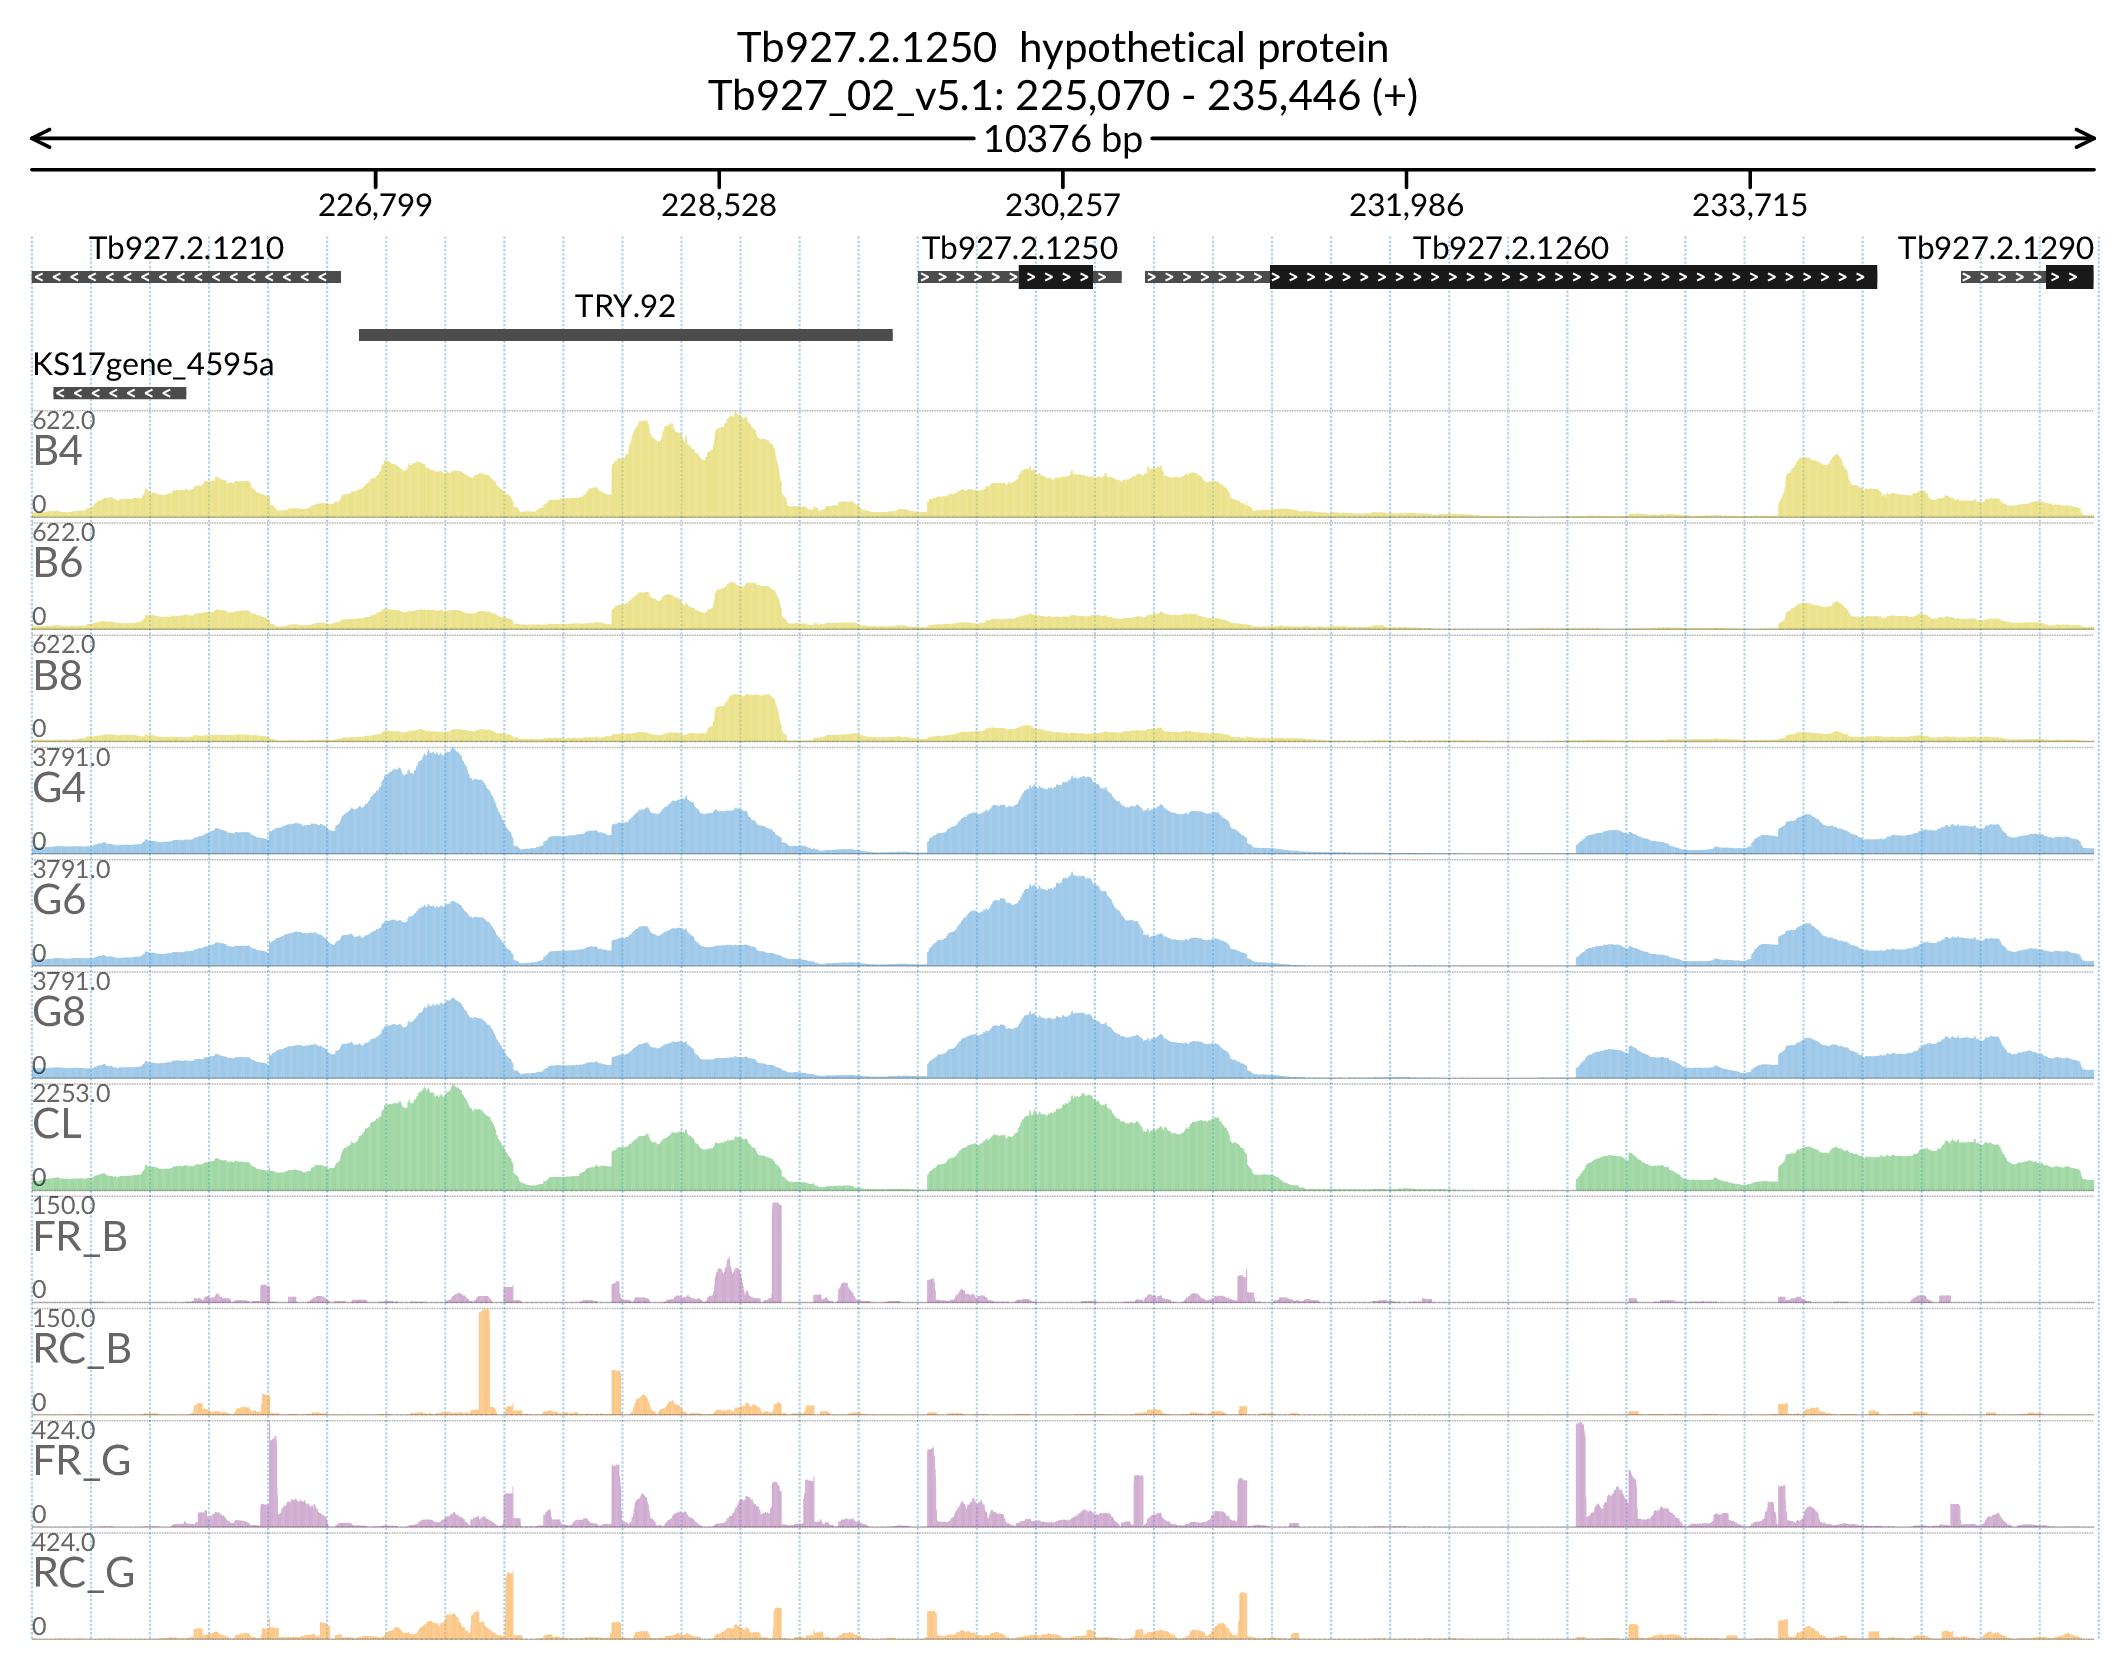 Tb927.2.1250 hypothetical protein
Tb927_02_v5.1: 225,070 - 235,446 (+)
10376 bp
226,799 228,528 230,257 231,986 233,715
Tb927.2.1210 Tb927.2.1250 Tb927.2.1260 Tb927.2.1290
TRY.92
KS17gene_4595a
622.0
B4
0
622.0
B6
0
622.0
B8
0
3791.0
G4
0
3791.0
G6
0
3791.0
G8
0
2253.0
CL
0
150.0
FR_B
0
150.0
RC_B
0
424.0
FR_G
0
424.0
RC_G
0